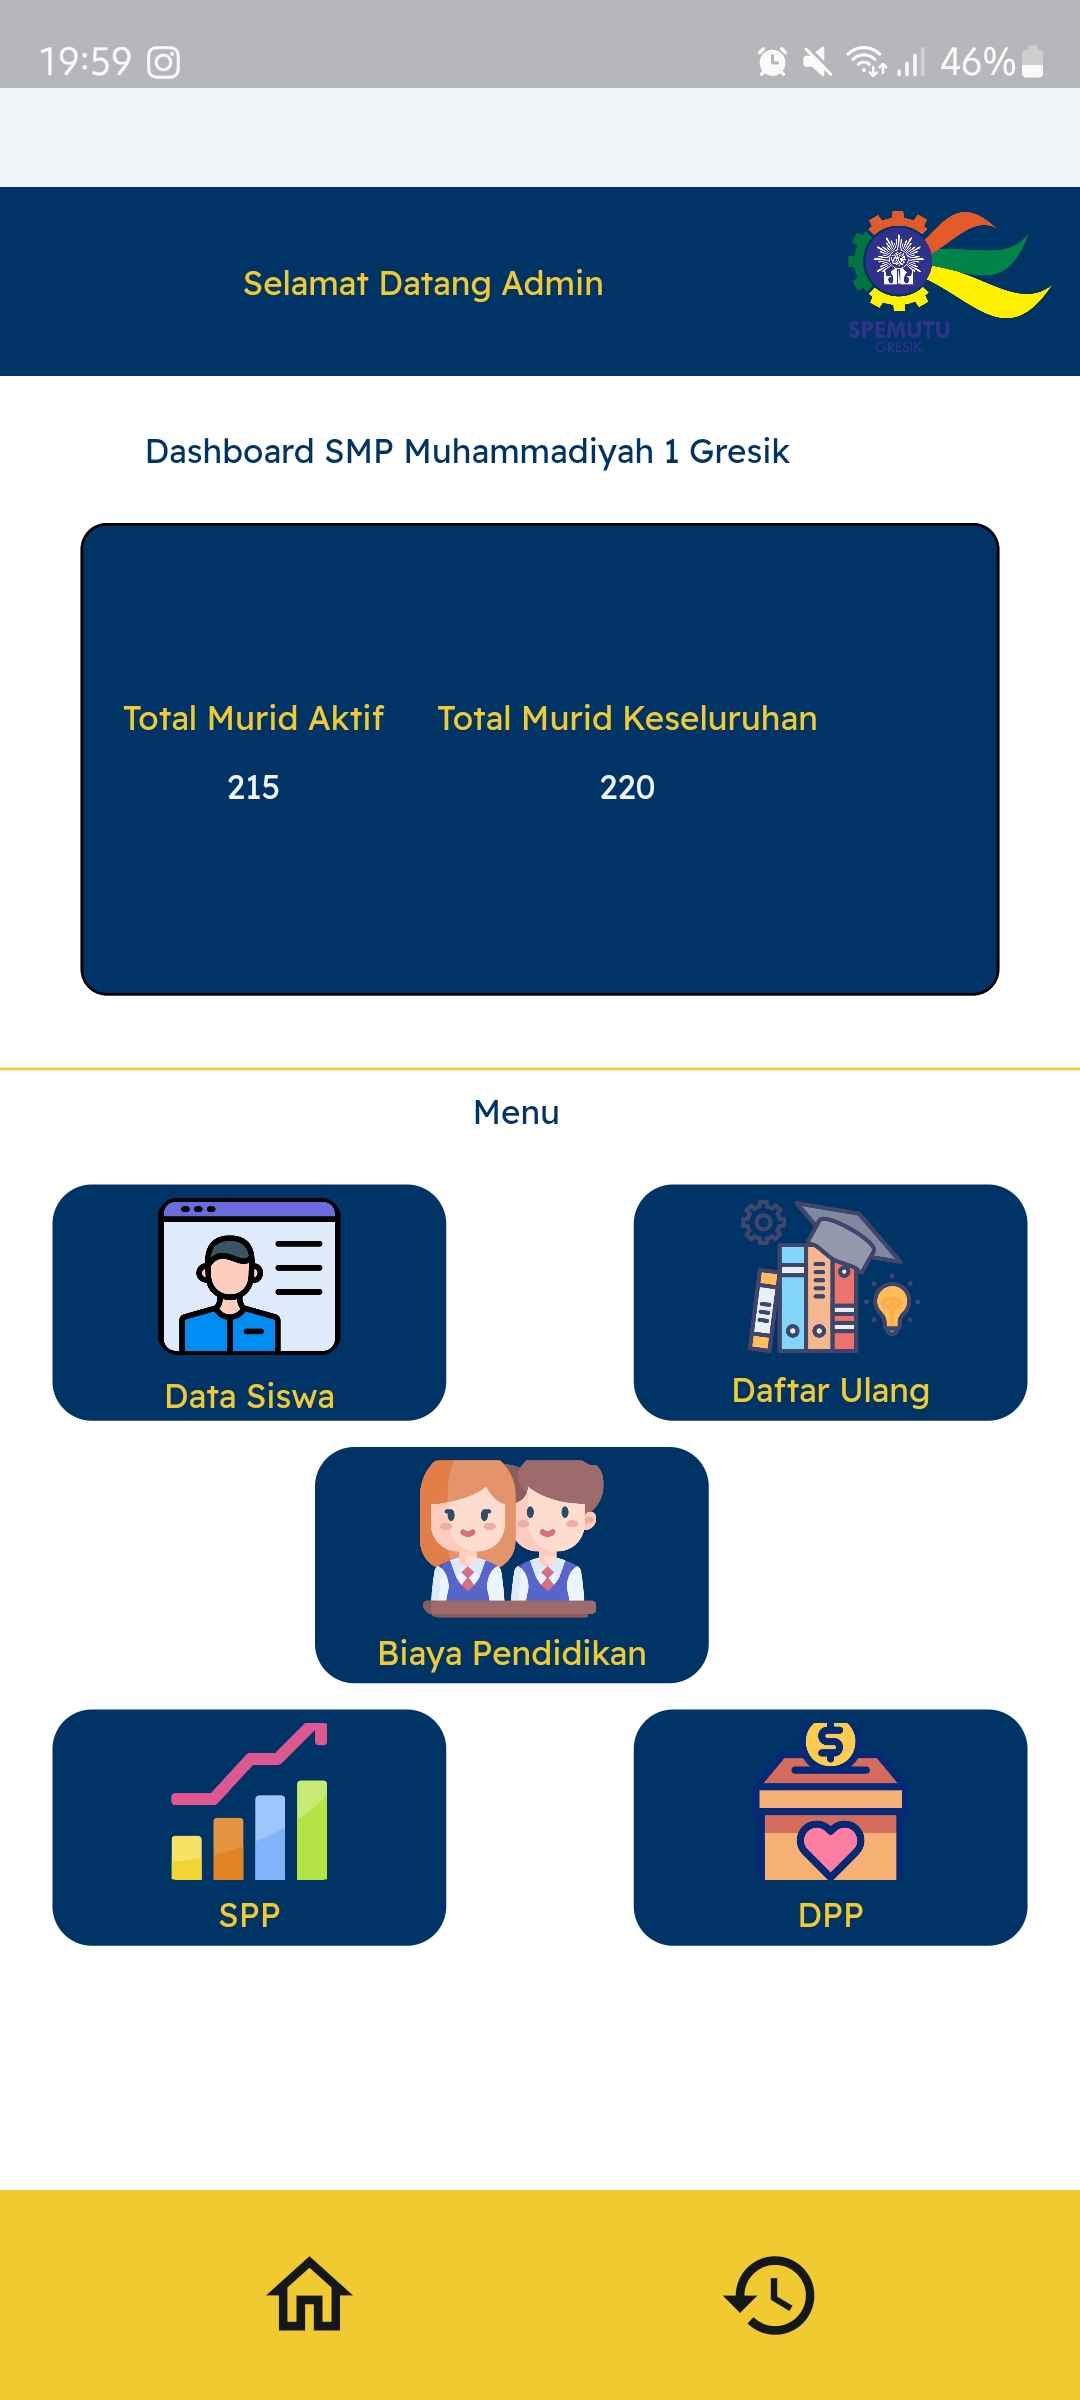 19:59
46%
Selamat Datang Admin
SPEMUTU
GRESIK
Dashboard SMP Muhammadiyah 1 Gresik
Total Murid Aktif
Total Murid Keseluruhan
215
220
Menu
Data Siswa
Daftar Ulang
Biaya Pendidikan
SPP
DPP